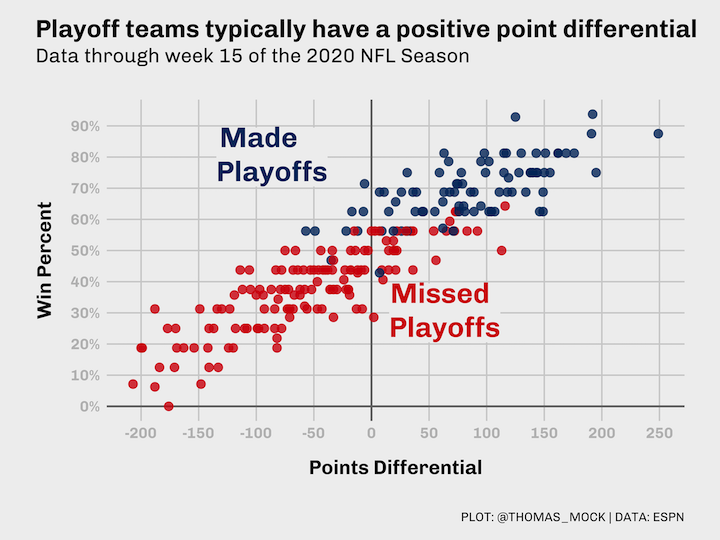 Playoff teams typically have a positive point differential
Data through week 15 of the 2020 NFL Season
Made
Playoffs
Missed
Playoffs
Win Percent
90%
80%
70%
60%
50%
40%
30%
20%
10%
0%
-200 -150 -100 -50 0 50 100 150 200 250
Points Differential
PLOT: @THOMAS_MOCK | DATA: ESPN